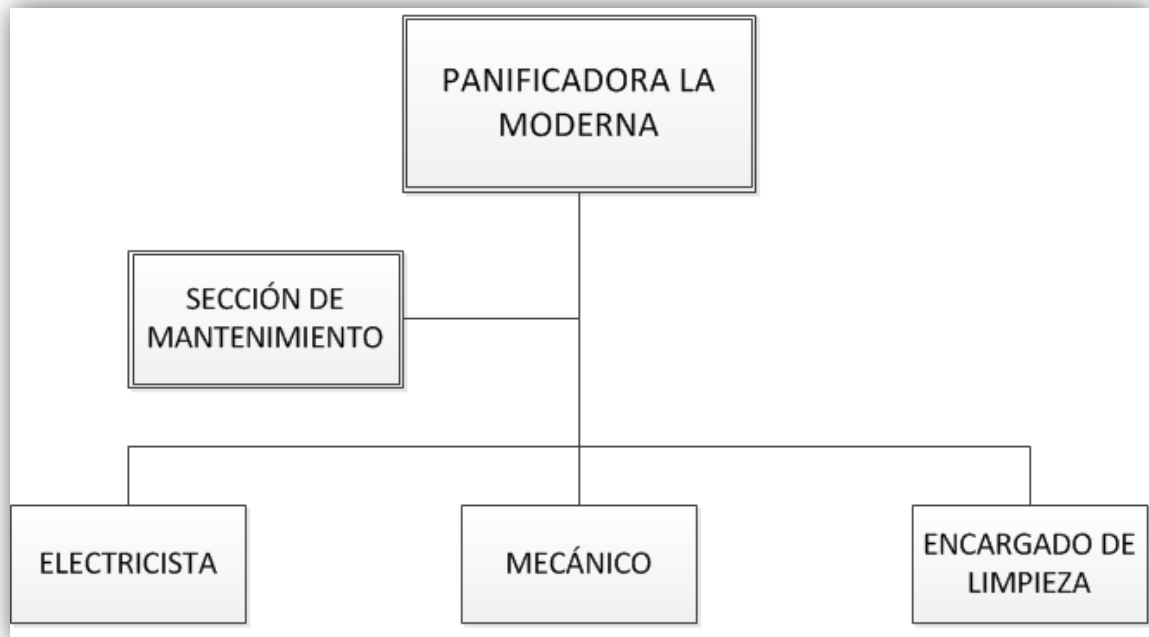 PANIFICADORA LA
MODERNA
SECCIÓN DE
MANTENIMIENTO
ELECTRICISTA
MECÁNICO
ENCARGADO DE
LIMPIEZA